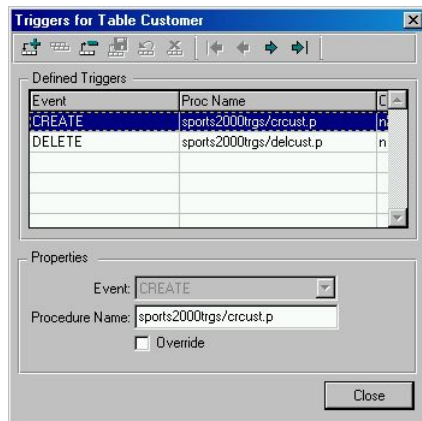 Triggers for Table Customer
Defined Triggers
Event Proc Name C
CREATE sports2000trgs/crcust.p n
DELETE sports2000trgs/delcust.p n
Properties
Event: CREATE
Procedure Name: sports2000trgs/crcust.p
Override
Close